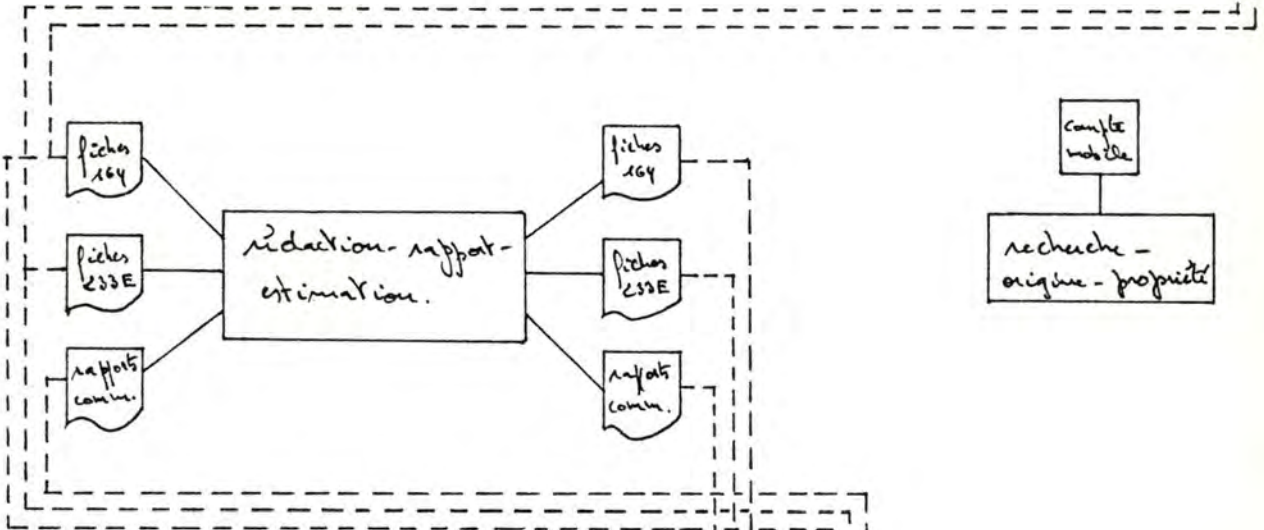 fiches
164
fiches
233E
rapports
comm.
rédaction-rapport-
estimation.
fiches
164
fiches
233E
rapports
comm.
compte
mobile
recherche-
origine-propriété